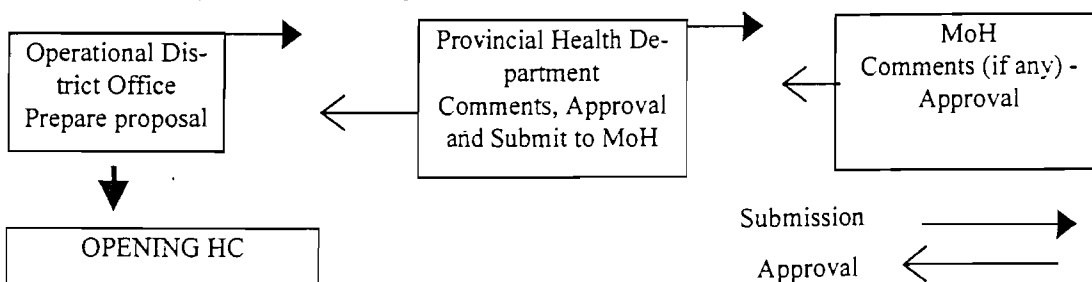 Operational Dis-
trict Office
Prepare proposal
Provincial Health De-
partment
Comments, Approval
and Submit to MoH
MoH
Comments (if any) -
Approval
OPENING HC
Submission
Approval